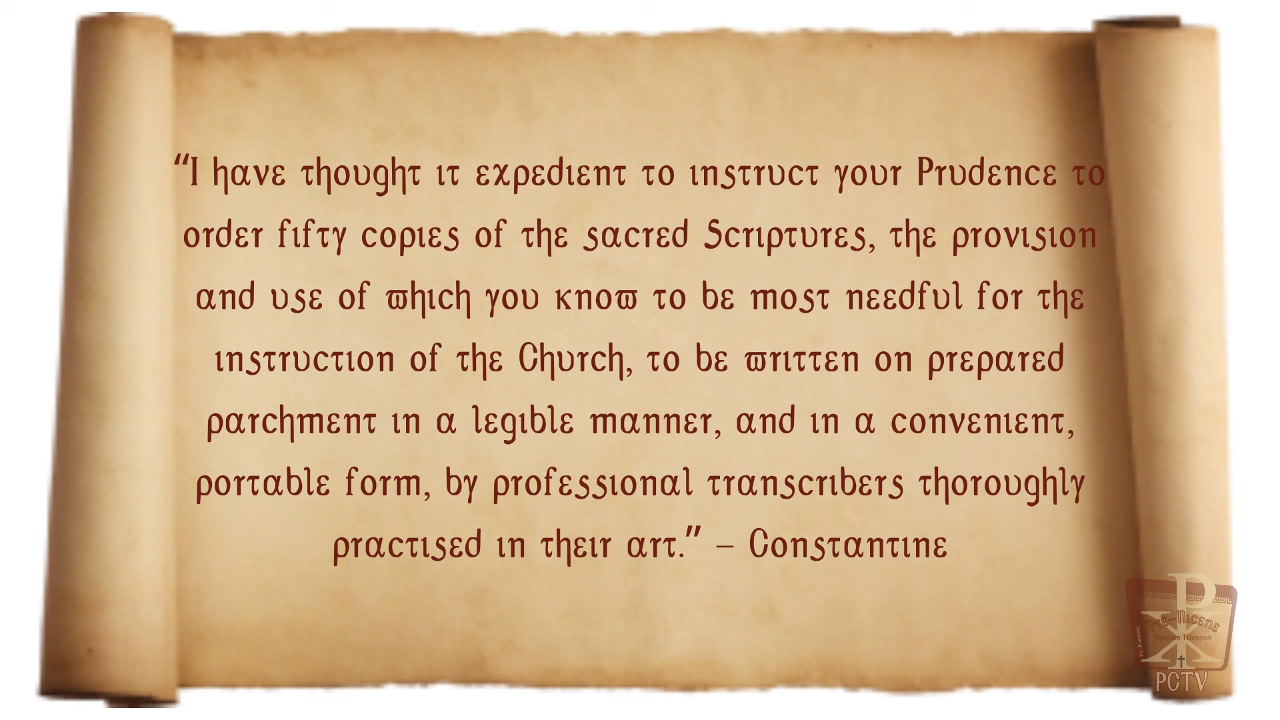 “I have thought it expedient to instruct your Prudence to
order fifty copies of the sacred Scriptures, the provision
and use of which you know to be most needful for the
instruction of the Church, to be written on prepared
parchment in a legible manner, and in a convenient,
portable form, by professional transcribers thoroughly
practised in their art.” – Constantine
PCTV